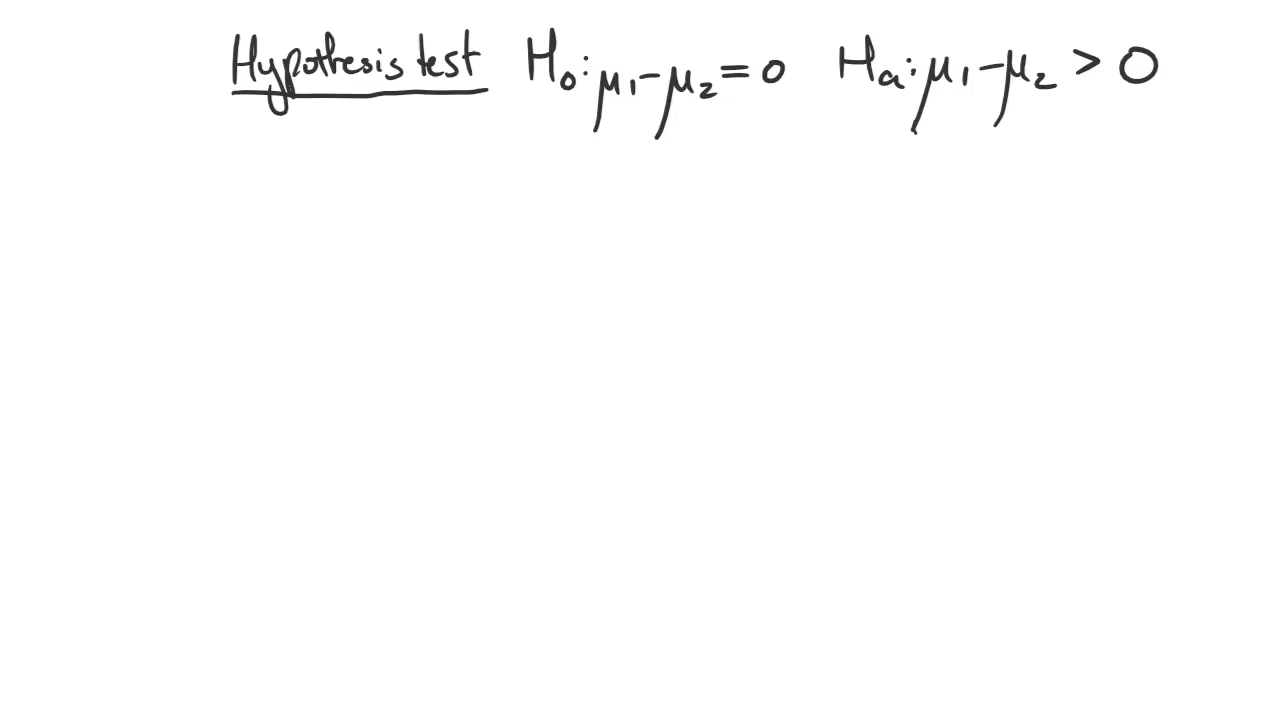 Hypothesis test H₀: μ₁-μ₂ = 0 Hₐ: μ₁-μ₂ > 0